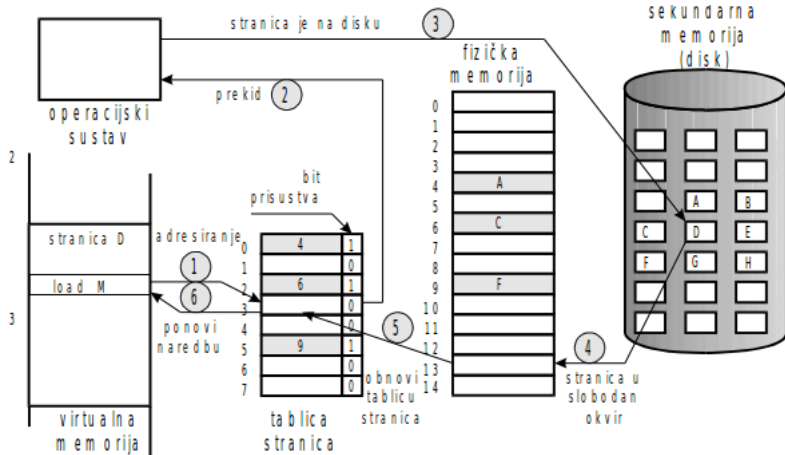 stranica je na disku
3
sekundarna
memorija
(disk)
fizička
memorija
prekid
2
operacijski
sustav
0
1
2
3
4
A
5
6
C
7
8
9
F
10
11
12
13
14
A
B
C
D
E
F
G
H
2
3
stranica D
load M
virtualna
memorija
adresiranje
1
6
ponovi
naredbu
bit
prisustva
0
4
1
1
0
2
6
1
3
0
4
0
5
9
1
6
0
7
0
tablica
stranica
5
obnovi
tablicu
stranica
4
stranica u
slobodan
okvir